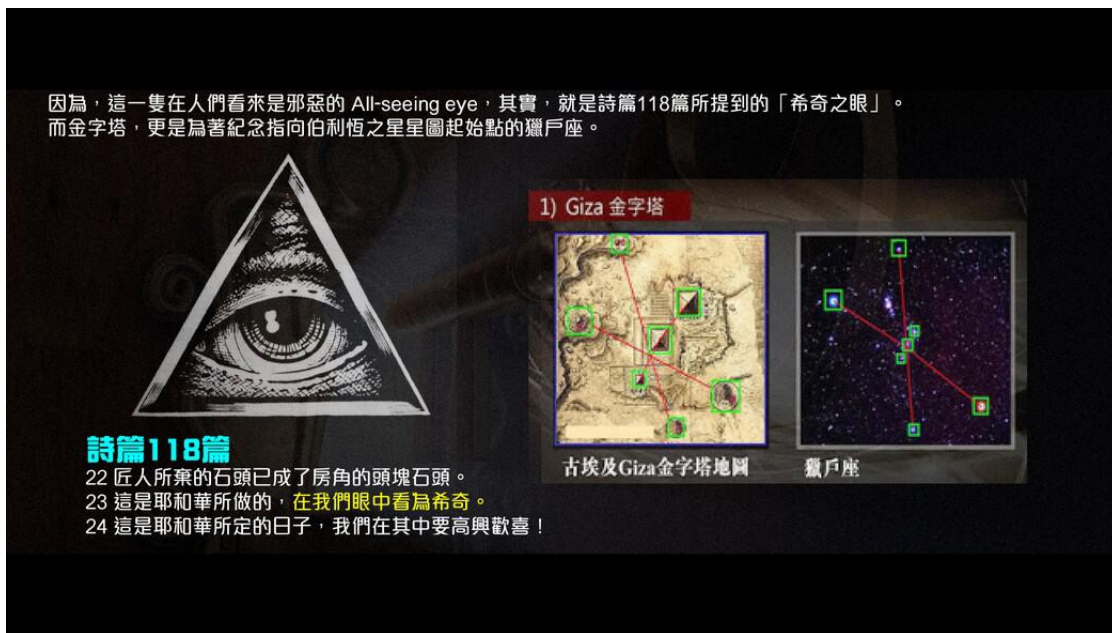 因為，這一隻在人們看來是邪惡的 All-seeing eye，其實，就是詩篇118篇所提到的「希奇之眼」。
而金字塔，更是為著紀念指向伯利恆之星星圖起始點的獵戶座。
1) Giza 金字塔
古埃及Giza金字塔地圖
獵戶座
詩篇118篇
22 匠人所棄的石頭已成了房角的頭塊石頭。
23 這是耶和華所做的，在我們眼中看為希奇。
24 這是耶和華所定的日子，我們在其中要高興歡喜！